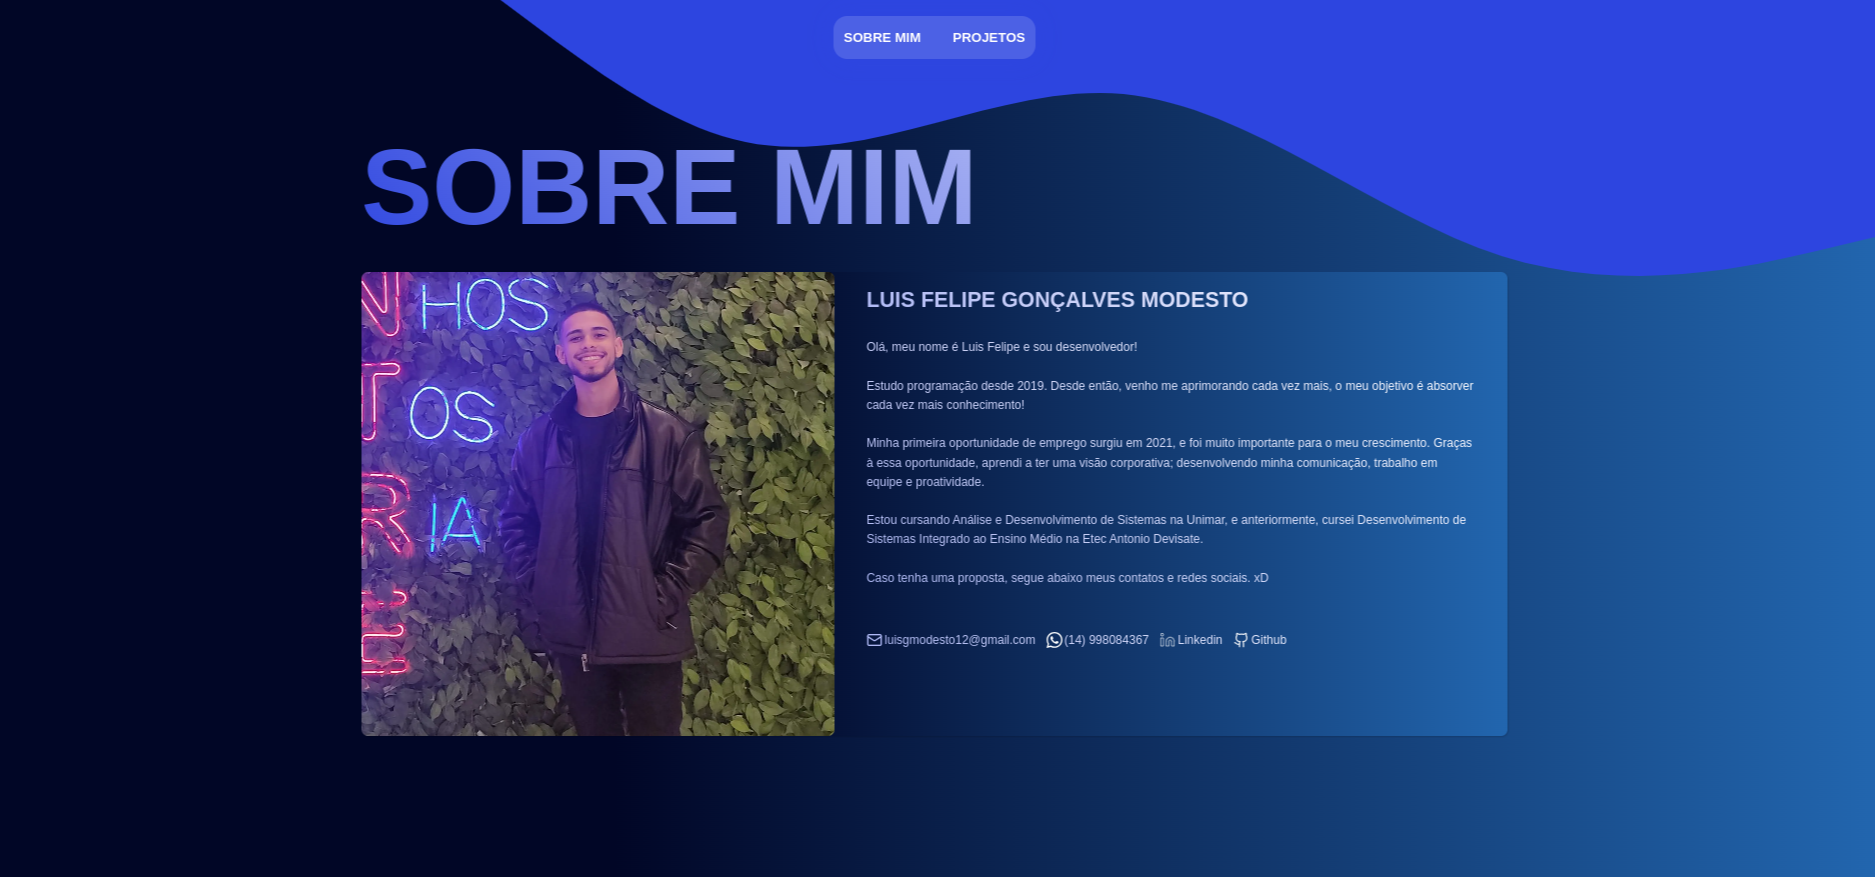 SOBRE MIM PROJETOS
SOBRE MIM
N HOS
T OS
R IA
E
LUIS FELIPE GONÇALVES MODESTO
Olá, meu nome é Luis Felipe e sou desenvolvedor!
Estudo programação desde 2019. Desde então, venho me aprimorando cada vez mais, o meu objetivo é absorver
cada vez mais conhecimento!
Minha primeira oportunidade de emprego surgiu em 2021, e foi muito importante para o meu crescimento. Graças
à essa oportunidade, aprendi a ter uma visão corporativa; desenvolvendo minha comunicação, trabalho em
equipe e proatividade.
Estou cursando Análise e Desenvolvimento de Sistemas na Unimar, e anteriormente, cursei Desenvolvimento de
Sistemas Integrado ao Ensino Médio na Etec Antonio Devisate.
Caso tenha uma proposta, segue abaixo meus contatos e redes sociais. xD
luisgmodesto12@gmail.com (14) 998084367 Linkedin Github